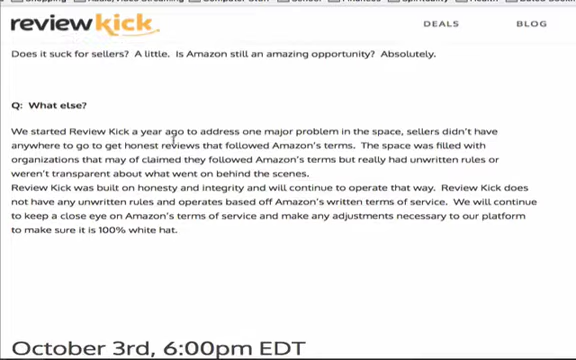 reviewkick.
DEALS
BLOG
Does it suck for sellers? A little. Is Amazon still an amazing opportunity? Absolutely.
Q: What else?
We started Review Kick a year ago to address one major problem in the space, sellers didn't have
anywhere to go to get honest reviews that followed Amazon's terms. The space was filled with
organizations that may of claimed they followed Amazon's terms but really had unwritten rules or
weren't transparent about what went on behind the scenes.
Review Kick was built on honesty and integrity and will continue to operate that way. Review Kick does
not have any unwritten rules and operates based off Amazon's written terms of service. We will continue
to keep a close eye on Amazon's terms of service and make any adjustments necessary to our platform
to make sure it is 100% white hat.
October 3rd, 6:00pm EDT